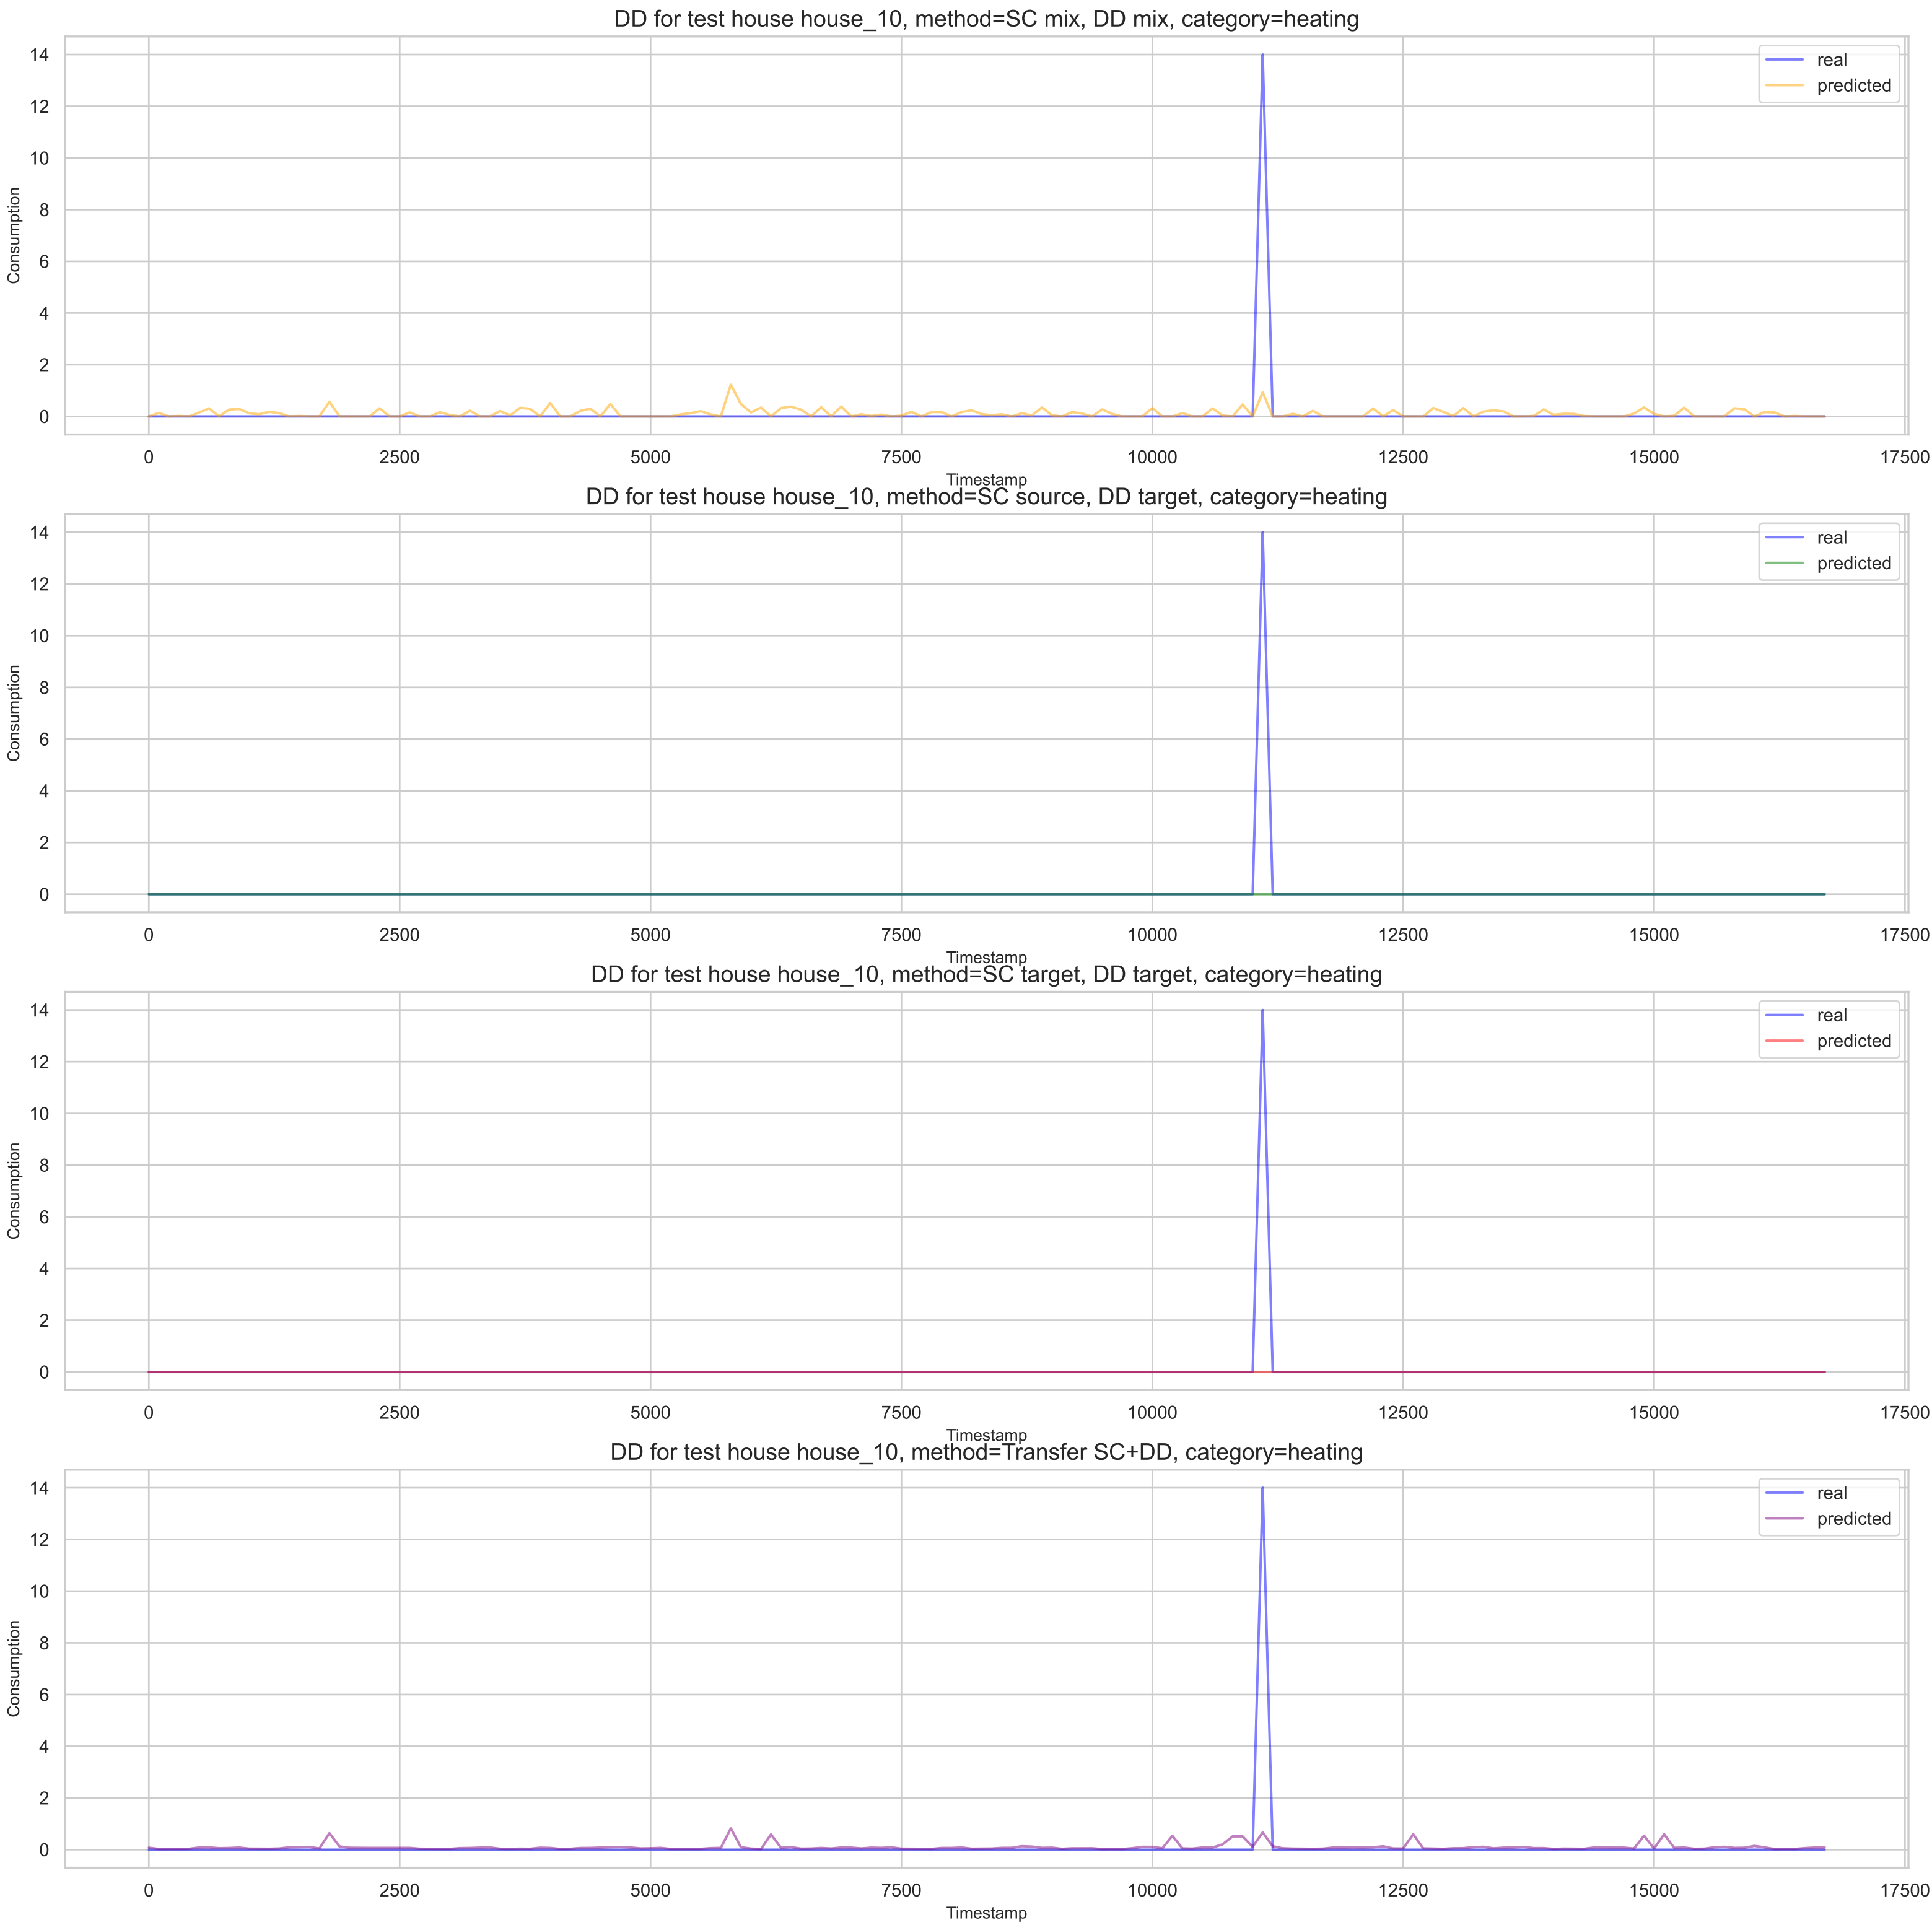 DD for test house house_10, method=SC mix, DD mix, category=heating
14
12
10
8
6
4
2
0
Consumption
real
predicted
0 2500 5000 7500 10000 12500 15000 17500
Timestamp
DD for test house house_10, method=SC source, DD target, category=heating
14
12
10
8
6
4
2
0
Consumption
real
predicted
0 2500 5000 7500 10000 12500 15000 17500
Timestamp
DD for test house house_10, method=SC target, DD target, category=heating
14
12
10
8
6
4
2
0
Consumption
real
predicted
0 2500 5000 7500 10000 12500 15000 17500
Timestamp
DD for test house house_10, method=Transfer SC+DD, category=heating
14
12
10
8
6
4
2
0
Consumption
real
predicted
0 2500 5000 7500 10000 12500 15000 17500
Timestamp